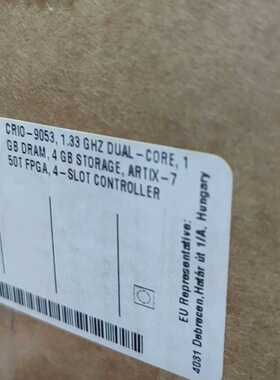 CRIO-9053, 1.33 GHZ DUAL-CORE, 1
GB DRAM, 4 GB STORAGE, ARTIX-7
50T FPGA, 4-SLOT CONTROLLER
EU Representative:
4031 Debrecen,Határ út 1/A, Hungary